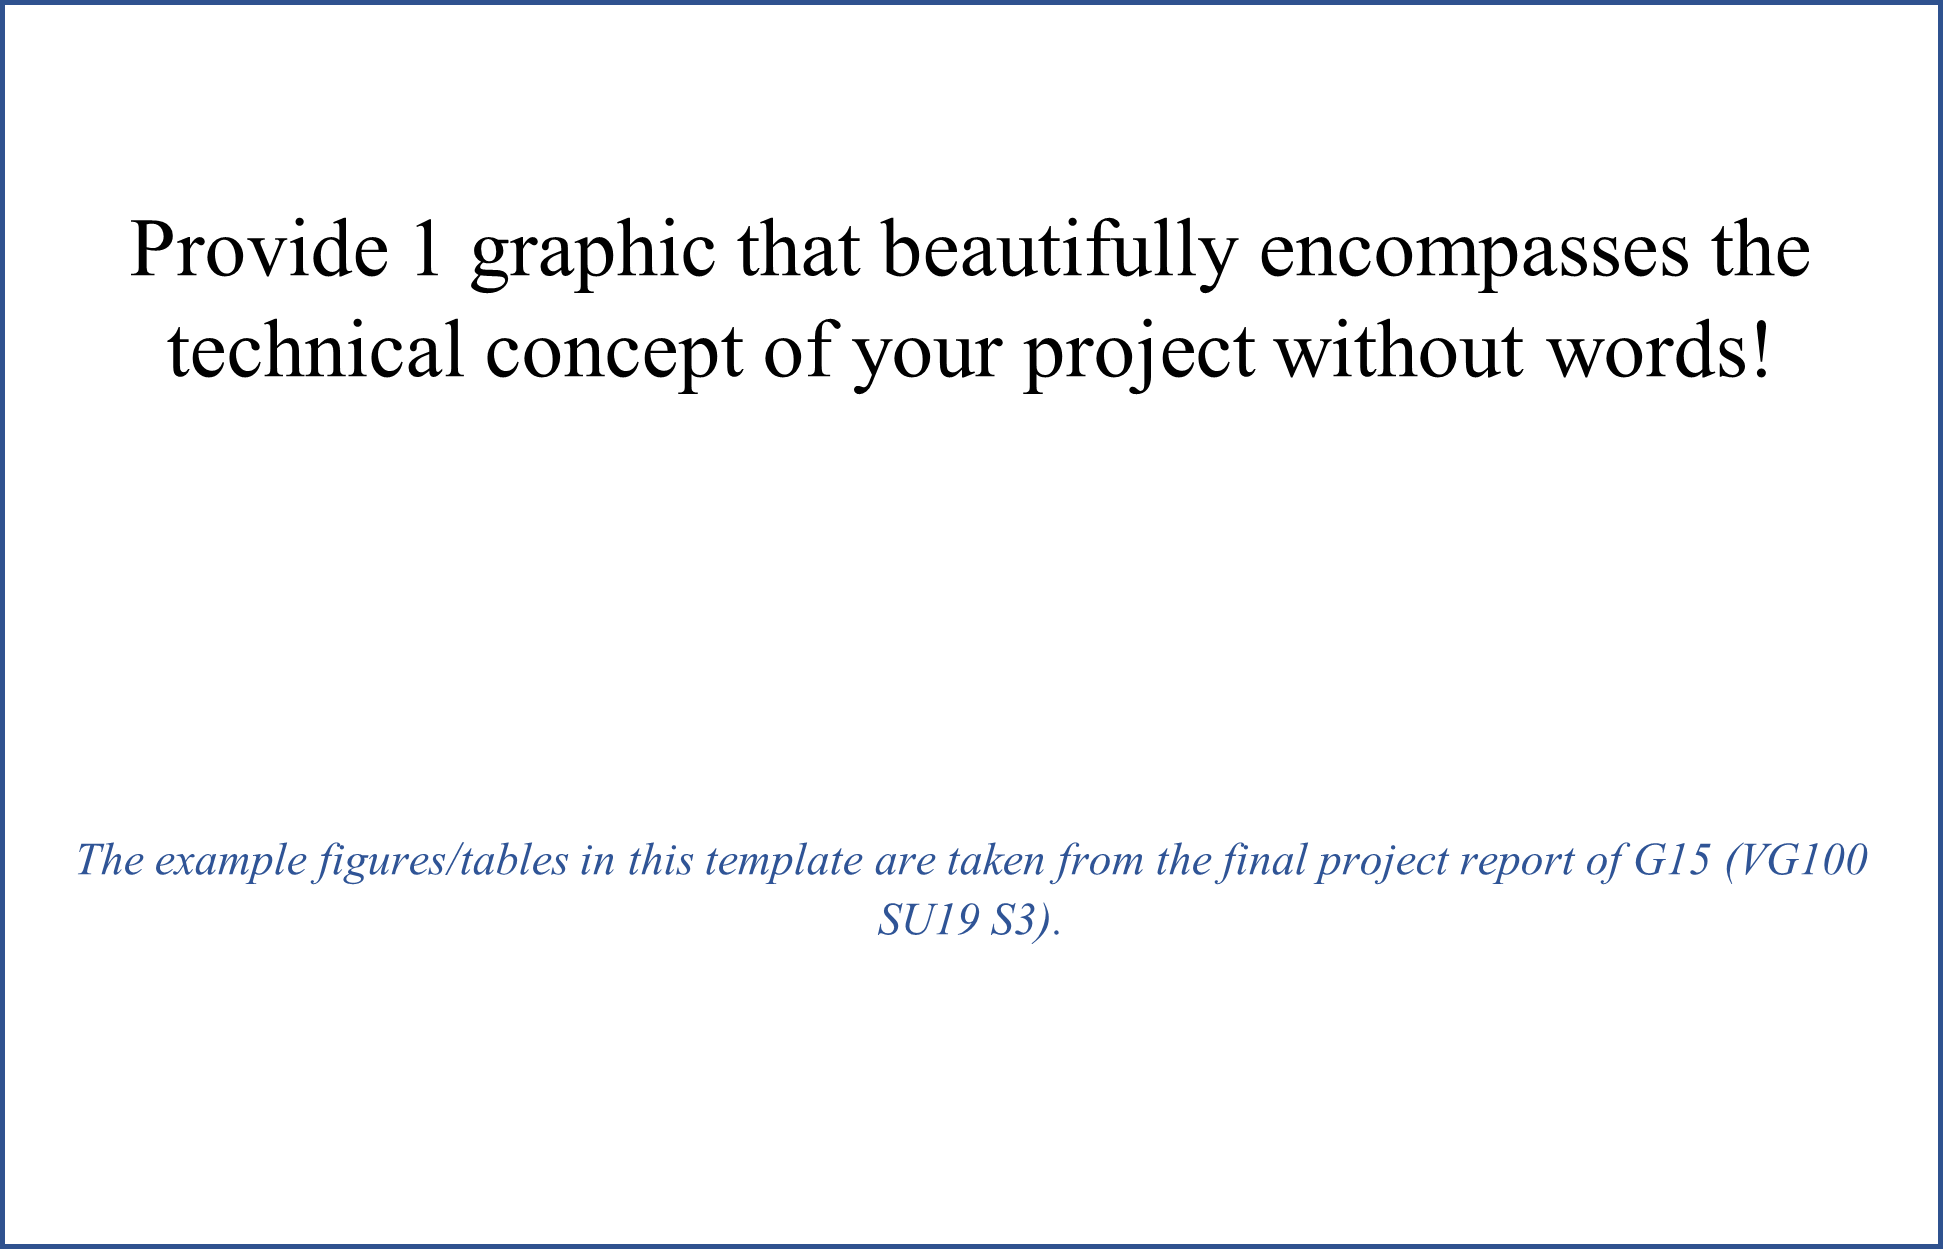 Provide 1 graphic that beautifully encompasses the
technical concept of your project without words!
The example figures/tables in this template are taken from the final project report of G15 (VG100
SU19 S3).